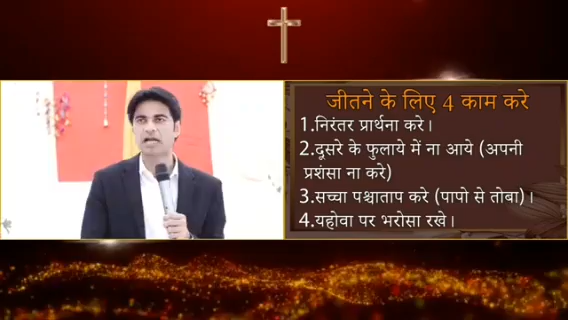 जीतने के लिए 4 काम करे
1.निरंतर प्रार्थना करे।
2.दूसरे के फुलाये में ना आये (अपनी
प्रशंसा ना करे)
3.सच्चा पश्चाताप करे (पापो से तोबा)।
4.यहोवा पर भरोसा रखे।